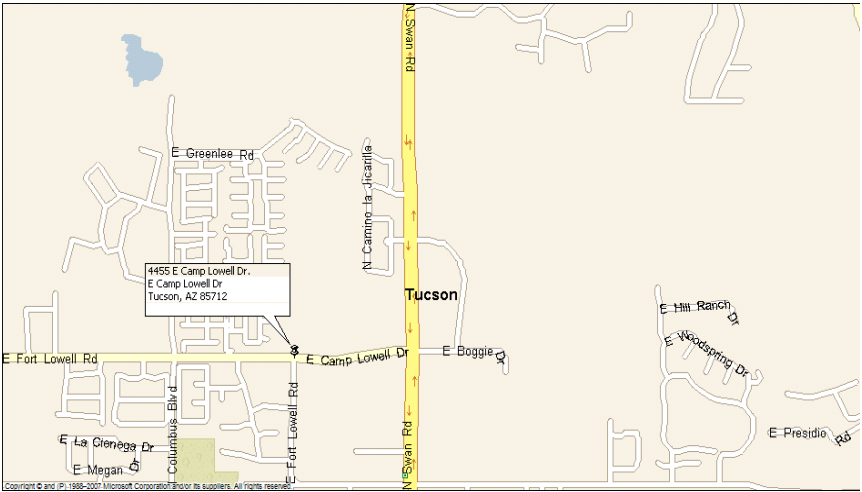 N Swan Rd
E Greenlee Rd
N Camino la Jicarilla
4455 E Camp Lowell Dr.
E Camp Lowell Dr
Tucson, AZ 85712
Tucson
E Hill Ranch Dr
E Woodspring Dr
E Fort Lowell Rd
E Camp Lowell Dr
E Boggie Dr
Columbus Blvd
E Fort Lowell Rd
N Swan Rd
E Presidio Rd
E La Cienega Dr
E Megan Dr
Copyright © and (P) 1988–2007 Microsoft Corporation and/or its suppliers. All rights reserved.